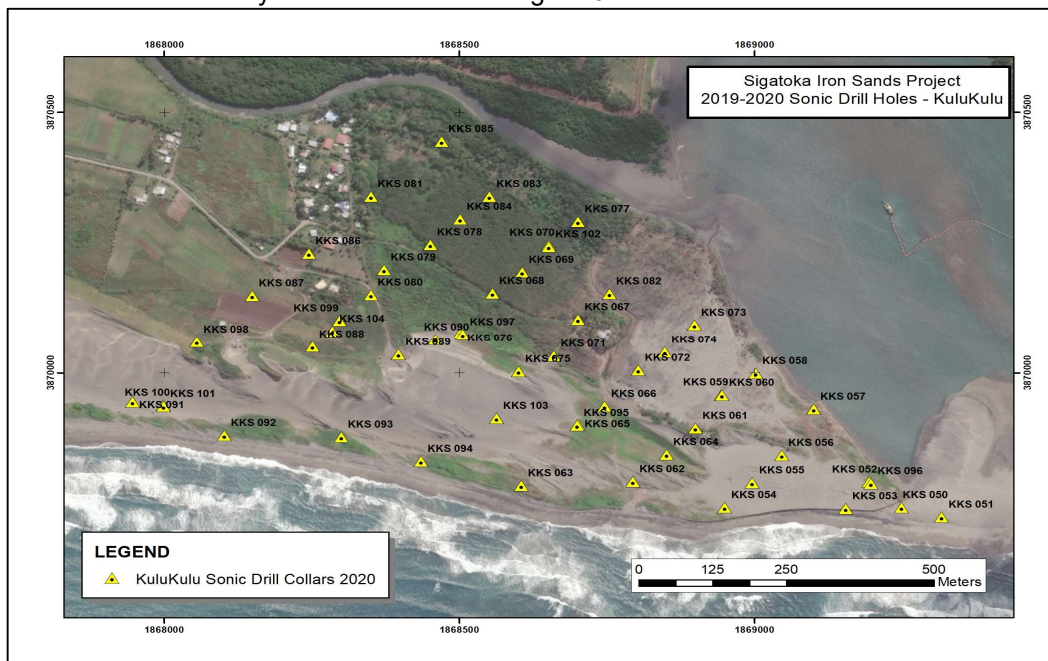 1868000 1868500 1869000
Sigatoka Iron Sands Project
2019-2020 Sonic Drill Holes - KuluKulu
3870500 3870500
KKS 085
KKS 081 KKS 083
KKS 084
KKS 077
KKS 078 KKS 070 KKS 102
KKS 086
KKS 079 KKS 069
KKS 087 KKS 080 KKS 068 KKS 082
KKS 099 KKS 067
KKS 104 KKS 073
KKS 098 KKS 088 KKS 090 KKS 097
KKS 089 KKS 076 KKS 071 KKS 074
KKS 075 KKS 072 KKS 058
3870000 3870000
KKS 100 KKS 101 KKS 066 KKS 059 KKS 060
KKS 091 KKS 103 KKS 095 KKS 061 KKS 057
KKS 092 KKS 093 KKS 065
KKS 094 KKS 064 KKS 056
KKS 063 KKS 062 KKS 055 KKS 052 KKS 096
KKS 054 KKS 053 KKS 050 KKS 051
LEGEND
KuluKulu Sonic Drill Collars 2020
0 125 250 500
Meters
1868000 1868500 1869000